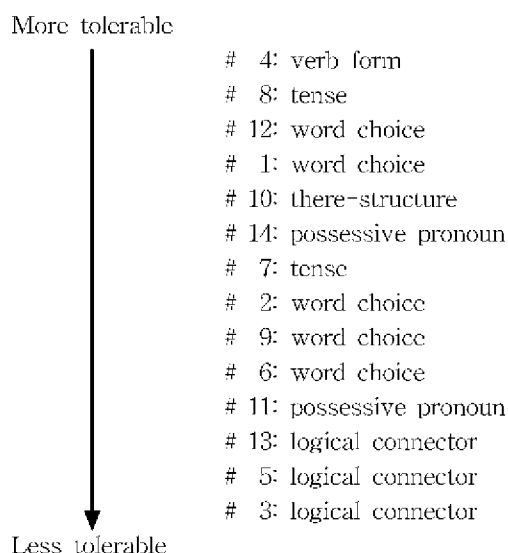 More tolerable
# 4: verb form
# 8: tense
# 12: word choice
# 1: word choice
# 10: there-structure
# 14: possessive pronoun
# 7: tense
# 2: word choice
# 9: word choice
# 6: word choice
# 11: possessive pronoun
# 13: logical connector
# 5: logical connector
# 3: logical connector
Less tolerable